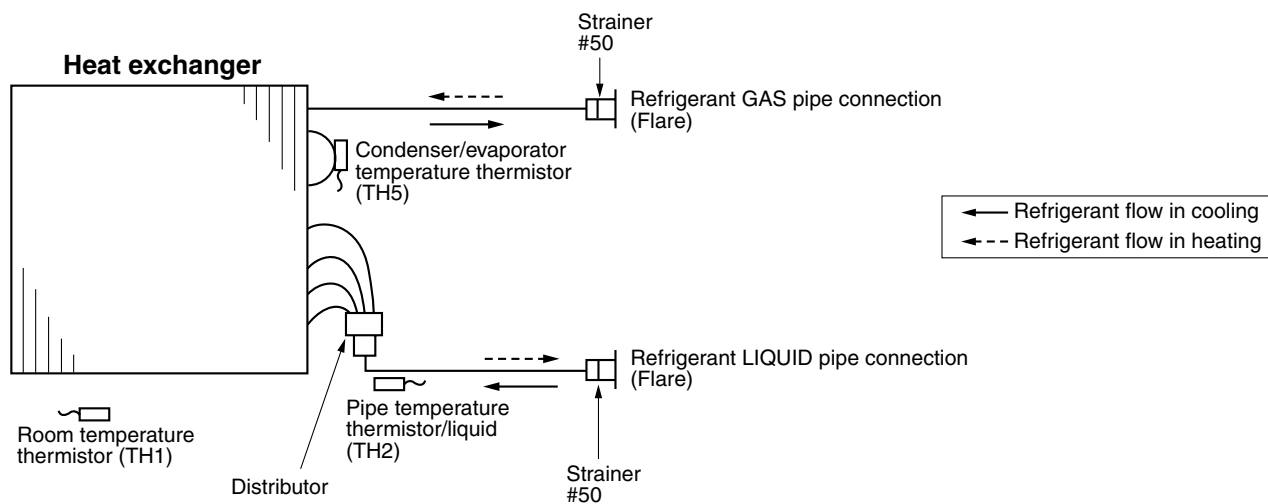 Strainer
#50
Heat exchanger
Refrigerant GAS pipe connection
(Flare)
Condenser/evaporator
temperature thermistor
(TH5)
Refrigerant flow in cooling
Refrigerant flow in heating
Refrigerant LIQUID pipe connection
(Flare)
Pipe temperature
thermistor/liquid
(TH2)
Room temperature
thermistor (TH1)
Distributor
Strainer
#50